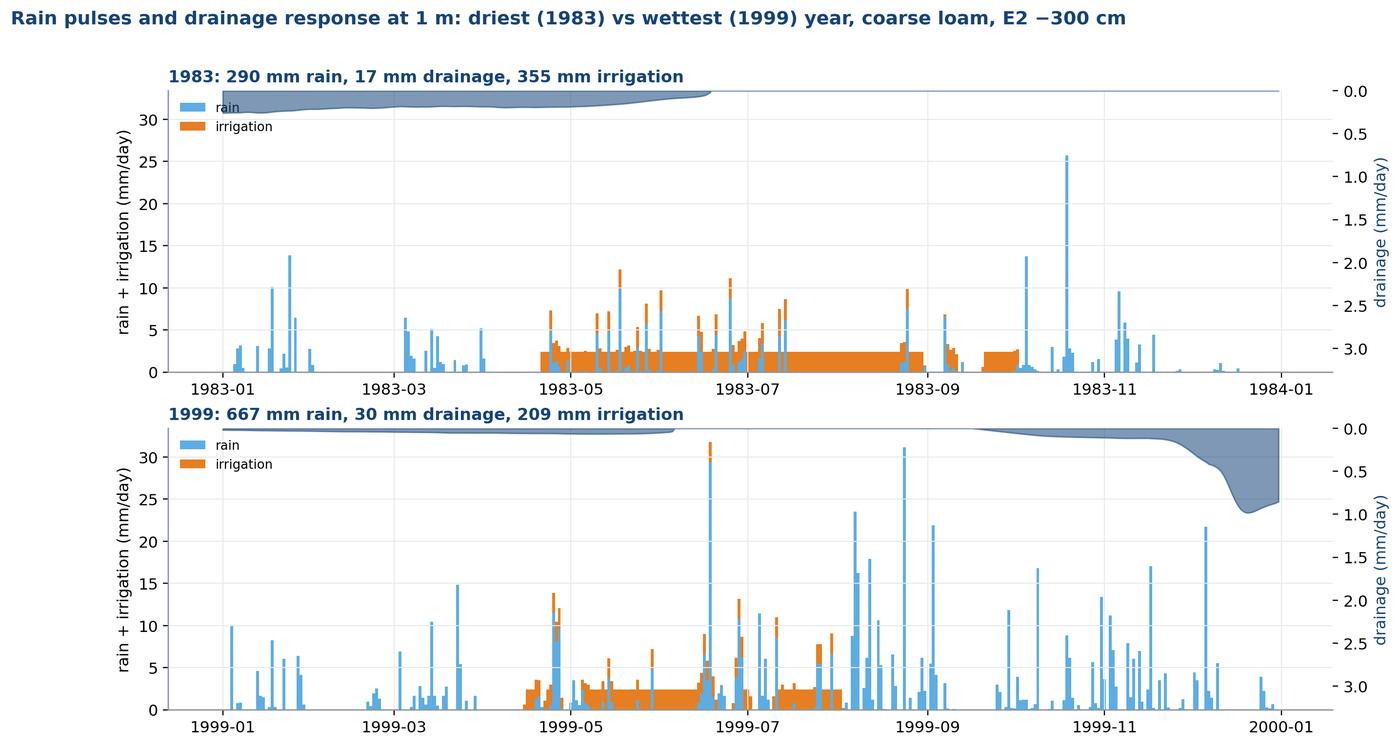 Rain pulses and drainage response at 1 m: driest (1983) vs wettest (1999) year, coarse loam, E2 −300 cm
1983: 290 mm rain, 17 mm drainage, 355 mm irrigation
rain
irrigation
rain + irrigation (mm/day)
30
25
20
15
10
5
0
0.0
0.5
1.0
1.5
2.0
2.5
3.0
drainage (mm/day)
1983-01 1983-03 1983-05 1983-07 1983-09 1983-11 1984-01
1999: 667 mm rain, 30 mm drainage, 209 mm irrigation
rain
irrigation
rain + irrigation (mm/day)
30
25
20
15
10
5
0
0.0
0.5
1.0
1.5
2.0
2.5
3.0
drainage (mm/day)
1999-01 1999-03 1999-05 1999-07 1999-09 1999-11 2000-01